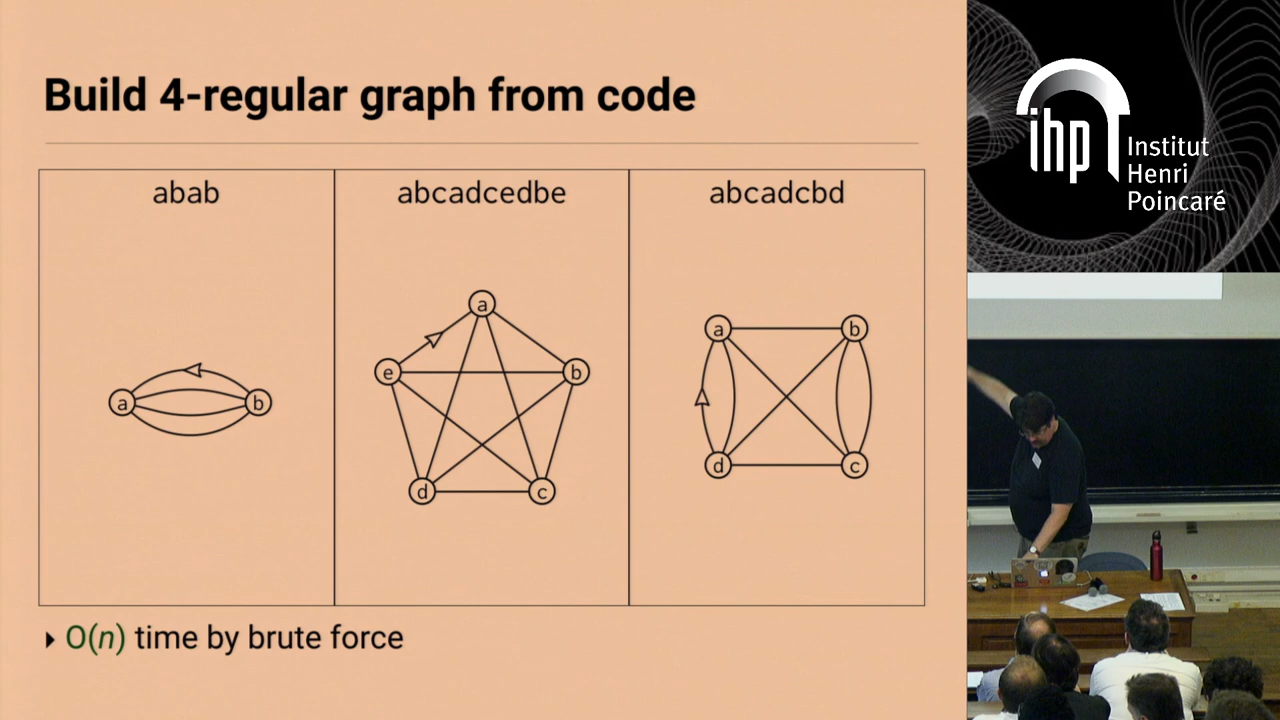 Build 4-regular graph from code
abab
abcadcedbe
abcadcbd
a
b
a
e
b
d
c
a
b
d
c
▸ O(n) time by brute force
ihp
Institut
Henri
Poincaré